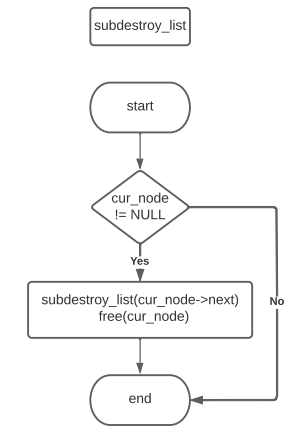 subdestroy_list
start
cur_node
!= NULL
Yes
subdestroy_list(cur_node->next)
free(cur_node)
No
end